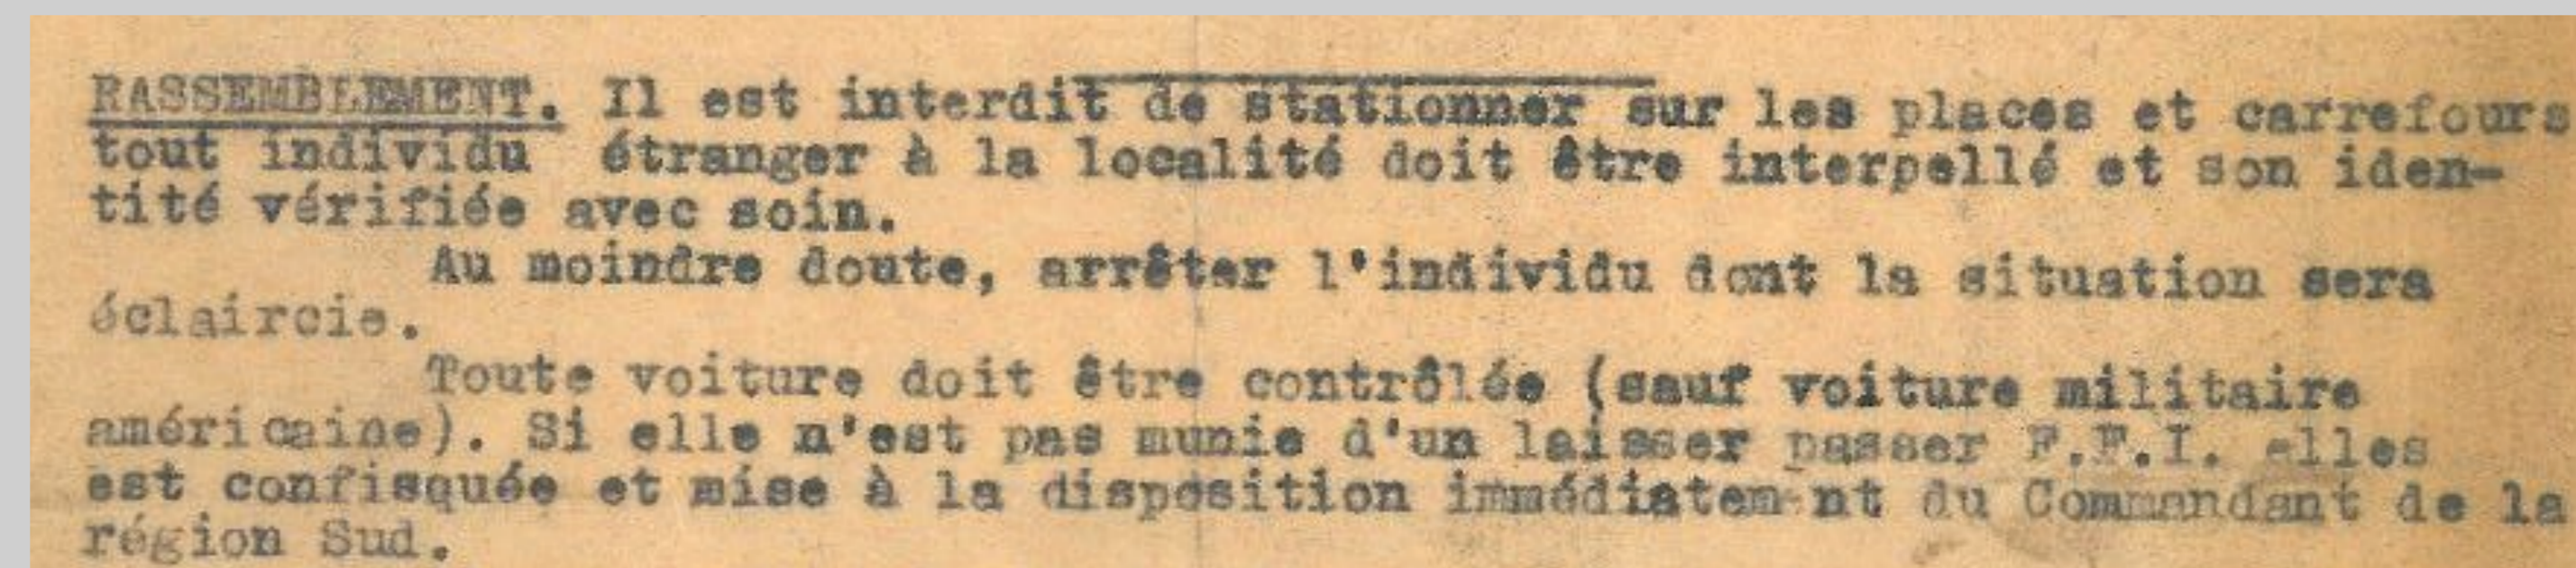 RASSEMBLEMENT. Il est interdit de stationner sur les places et carrefours
tout individu étranger à la localité doit être interpellé et son iden-
tité vérifiée avec soin.
Au moindre doute, arrêter l'individu dont la situation sera
éclaircie.
Toute voiture doit être contrôlée (sauf voiture militaire
américaine). Si elle n'est pas munie d'un laisser passer F.F.I. elles
est confisquée et mise à la disposition immédiatement du Commandant de la
région Sud.